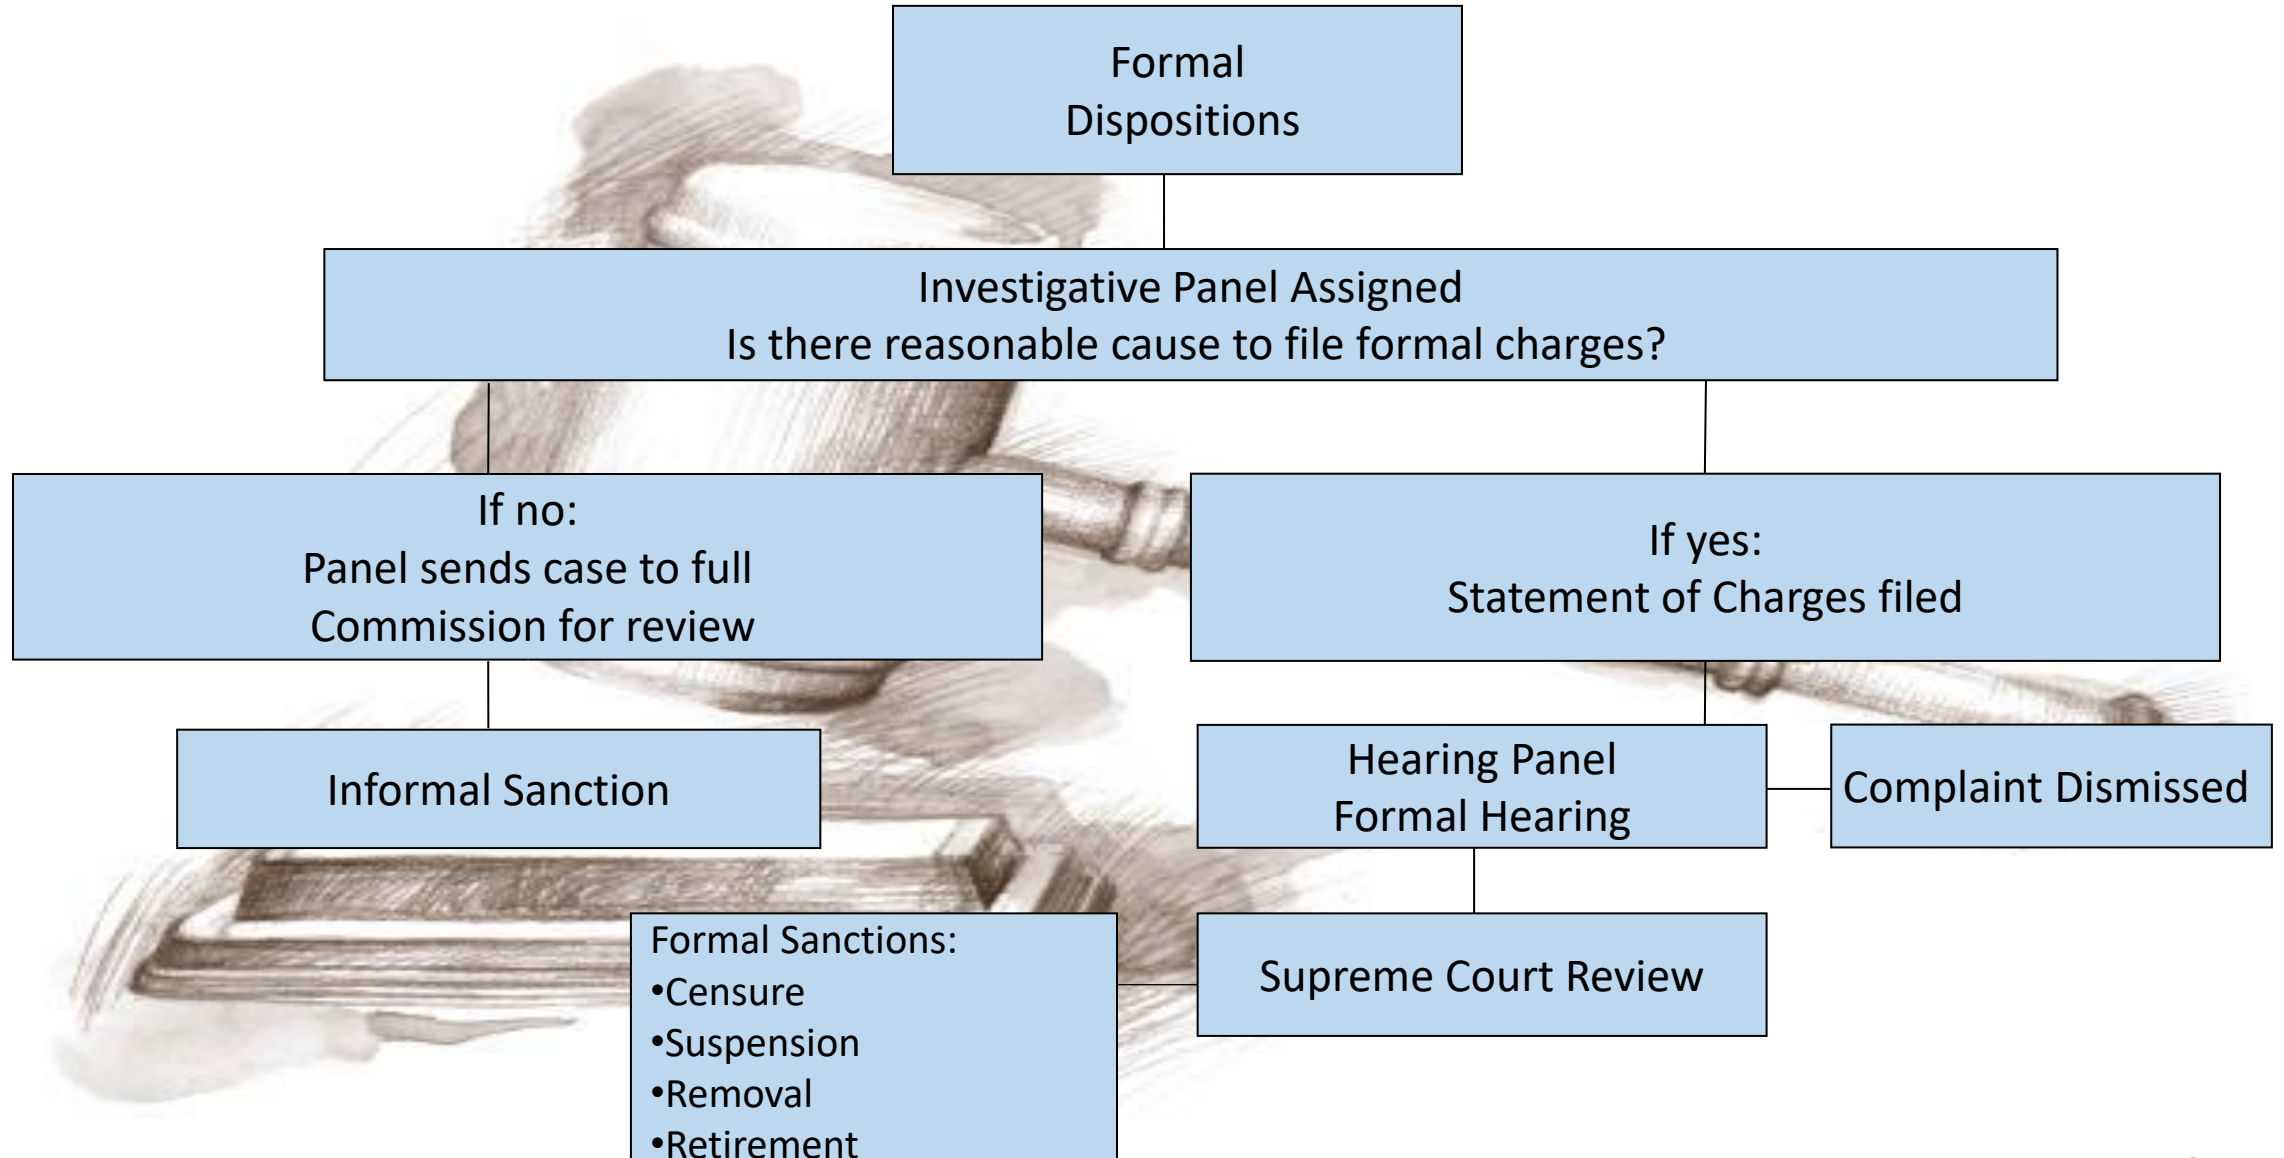 Formal
Dispositions
Investigative Panel Assigned
Is there reasonable cause to file formal charges?
If no:
Panel sends case to full
Commission for review
If yes:
Statement of Charges filed
Informal Sanction
Hearing Panel
Formal Hearing
Complaint Dismissed
Formal Sanctions:
•Censure
•Suspension
•Removal
•Retirement
Supreme Court Review